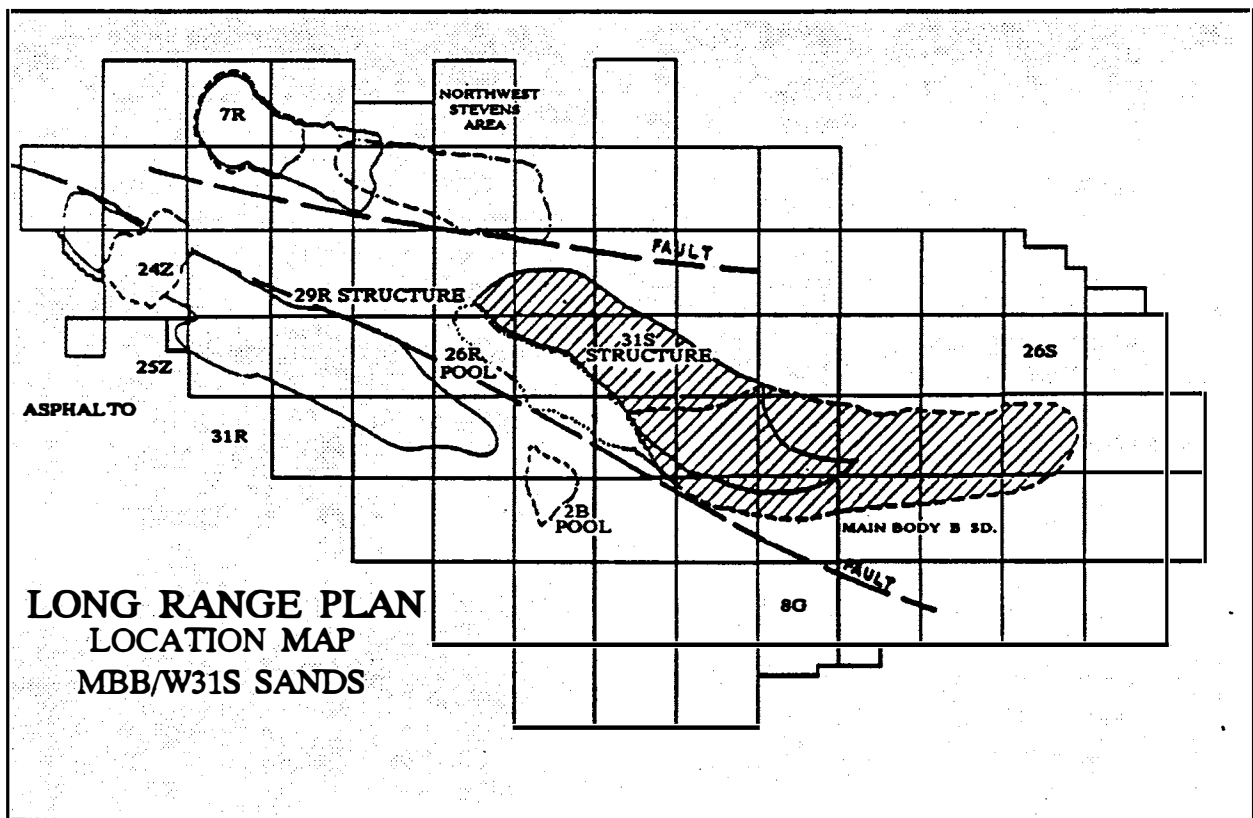 7R
NORTHWEST
STEVENS
AREA
FAULT
24Z
29R STRUCTURE
31S
STRUCTURE
26R
POOL
26S
25Z
ASPHALTO
31R
2B
POOL
MAIN BODY B SD.
FAULT
8G
LONG RANGE PLAN
LOCATION MAP
MBB/W31S SANDS